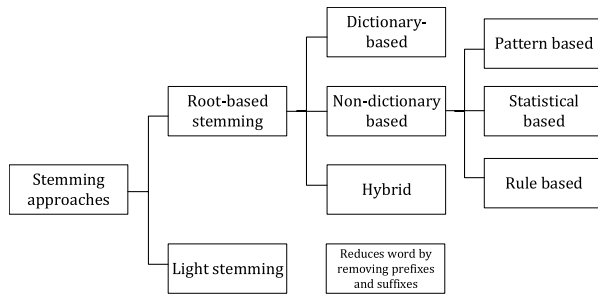 Dictionary-
based
Pattern based
Root-based
stemming
Non-dictionary
based
Statistical
based
Stemming
approaches
Hybrid
Rule based
Light stemming
Reduces word by
removing prefixes
and suffixes